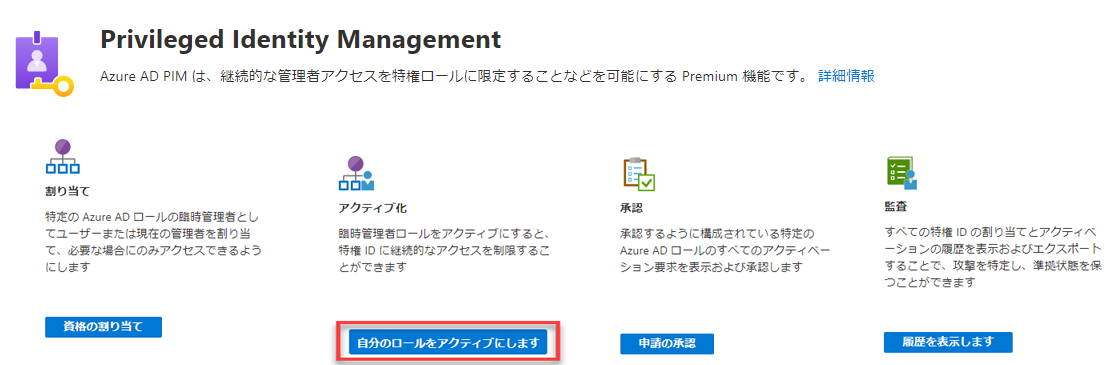 Privileged Identity Management
Azure AD PIM は、継続的な管理者アクセスを特権ロールに限定することなどを可能にする Premium 機能です。 詳細情報
割り当て
特定の Azure AD ロールの臨時管理者とし
てユーザーまたは現在の管理者を割り当
て、必要な場合にのみアクセスできるよう
にします
資格の割り当て
アクティブ化
臨時管理者ロールをアクティブにすると、
特権 ID に継続的なアクセスを制限するこ
とができます
自分のロールをアクティブにします
承認
承認するように構成されている特定の
Azure AD ロールのすべてのアクティベー
ション要求を表示および承認します
申請の承認
監査
すべての特権 ID の割り当てとアクティベ
ーションの履歴を表示およびエクスポート
することで、攻撃を特定し、準拠状態を保
つことができます
履歴を表示します